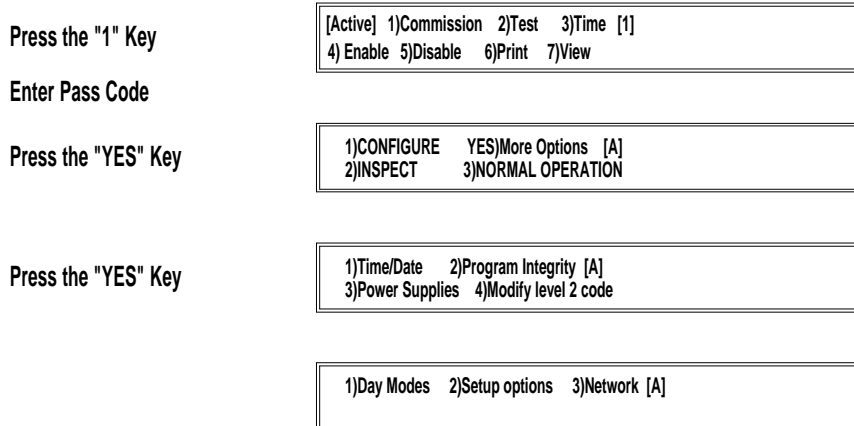 Press the "1" Key
[Active] 1)Commission 2)Test 3)Time [1]
4) Enable 5)Disable 6)Print 7)View
Enter Pass Code
Press the "YES" Key
1)CONFIGURE YES)More Options [A]
2)INSPECT 3)NORMAL OPERATION
Press the "YES" Key
1)Time/Date 2)Program Integrity [A]
3)Power Supplies 4)Modify level 2 code
1)Day Modes 2)Setup options 3)Network [A]